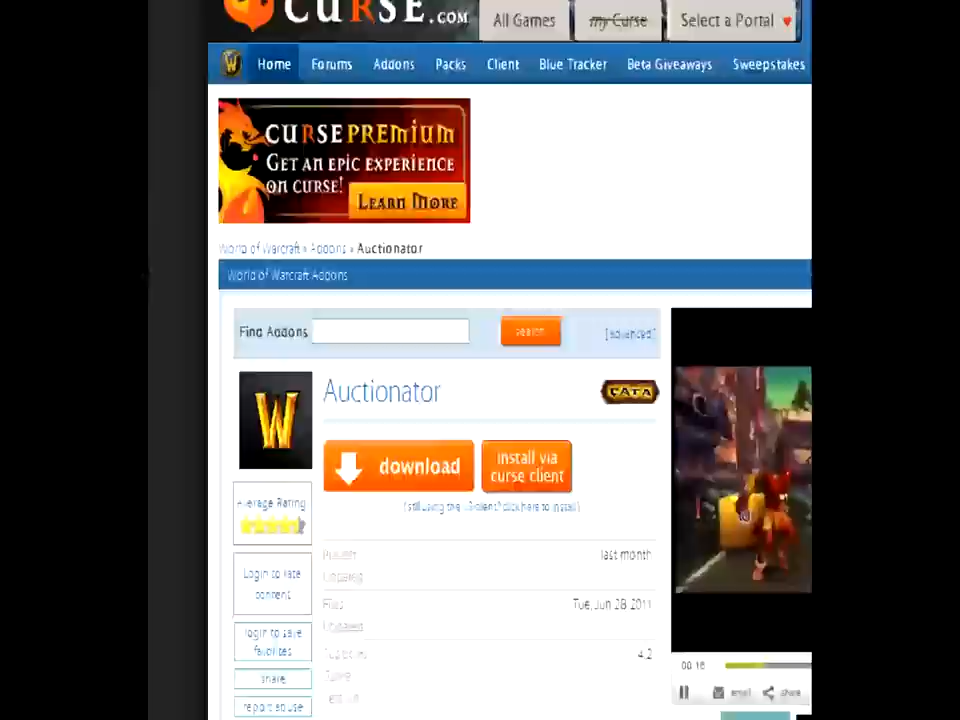 CURSE.COM
All Games
my Curse
Select a Portal
Home
Forums
Addons
Packs
Client
Blue Tracker
Beta Giveaways
Sweepstakes
CURSE PREMIUM
GET AN EPIC EXPERIENCE
ON CURSE!
LEARN MORE
World of Warcraft » Addons » Auctionator
World of Warcraft Addons
Find Addons
search
[advanced]
Auctionator
CATA
download
install via
curse client
Average Rating
last month
Login to rate
content
Files
Tue, Jun 28 2011
login to save
favorites
4.2
share
report abuse
00:16
email
share